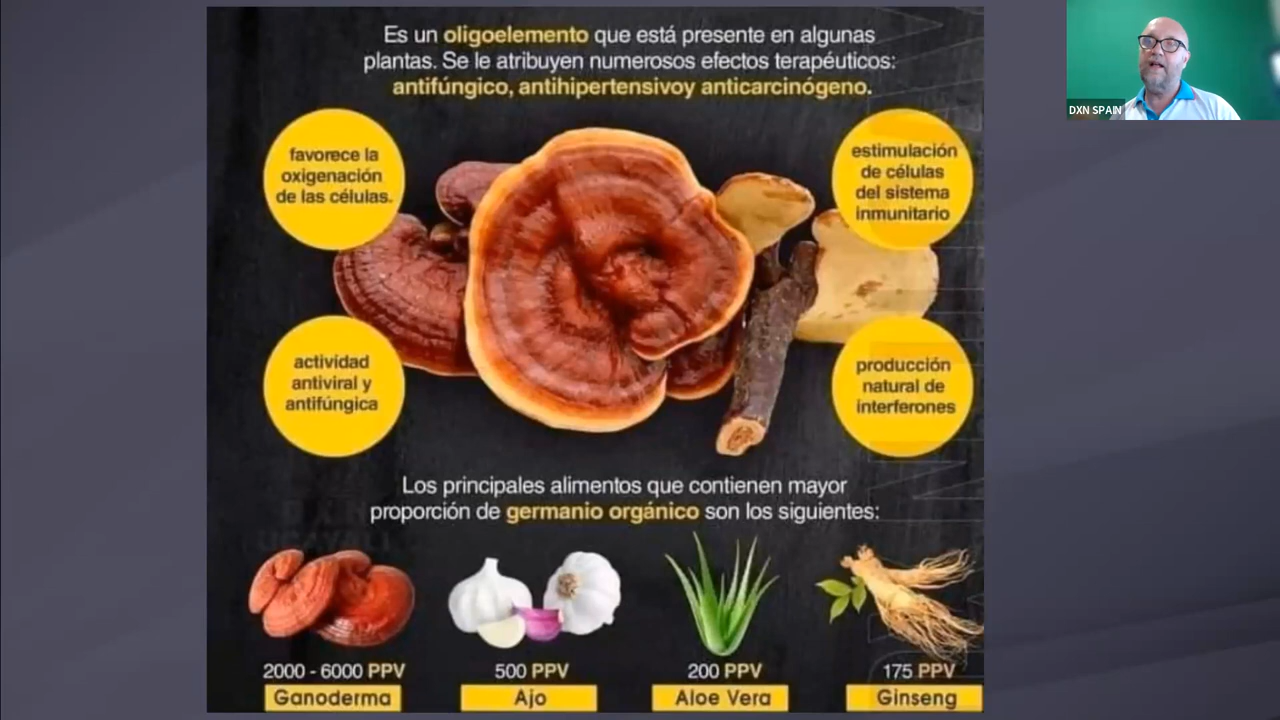 Es un oligoelemento que está presente en algunas
plantas. Se le atribuyen numerosos efectos terapéuticos:
antifúngico, antihipertensivoy anticarcinógeno.
favorece la
oxigenación
de las células.
estimulación
de células
del sistema
inmunitario
actividad
antiviral y
antifúngica
producción
natural de
interferones
Los principales alimentos que contienen mayor
proporción de germanio orgánico son los siguientes:
2000 - 6000 PPV
Ganoderma
500 PPV
Ajo
200 PPV
Aloe Vera
175 PPV
Ginseng
DXN SPAIN